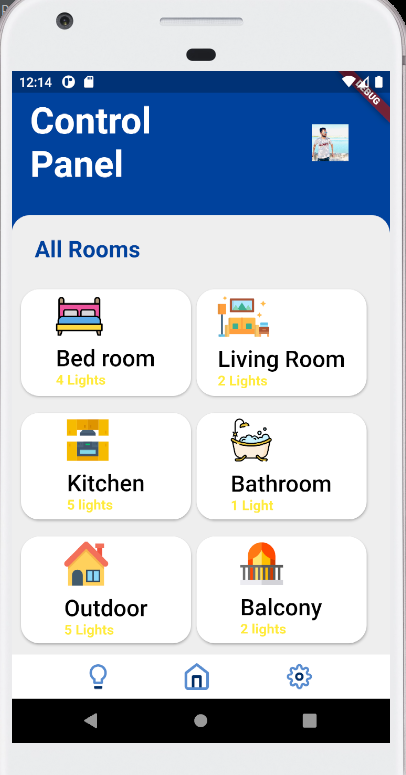 12:14
DEBUG
Control
Panel
All Rooms
Bed room
4 Lights
Living Room
2 Lights
Kitchen
5 lights
Bathroom
1 Light
Outdoor
5 Lights
Balcony
2 lights